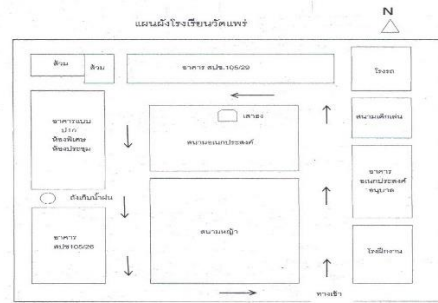 แผนผังโรงเรียนวัดแพร่
N
ส้วม
ส้วม
อาคาร สปช.105/29
โรงรถ
เสาธง
สนามเด็กเล่น
อาคารแบบ
ป1ก
ห้องพิเศษ
ห้องประชุม
สนามอเนกประสงค์
อาคาร
อเนกประสงค์
อนุบาล
ถังเก็บน้ำฝน
อาคาร
สปช105/26
สนามหญ้า
โรงฝึกงาน
ทางเข้า